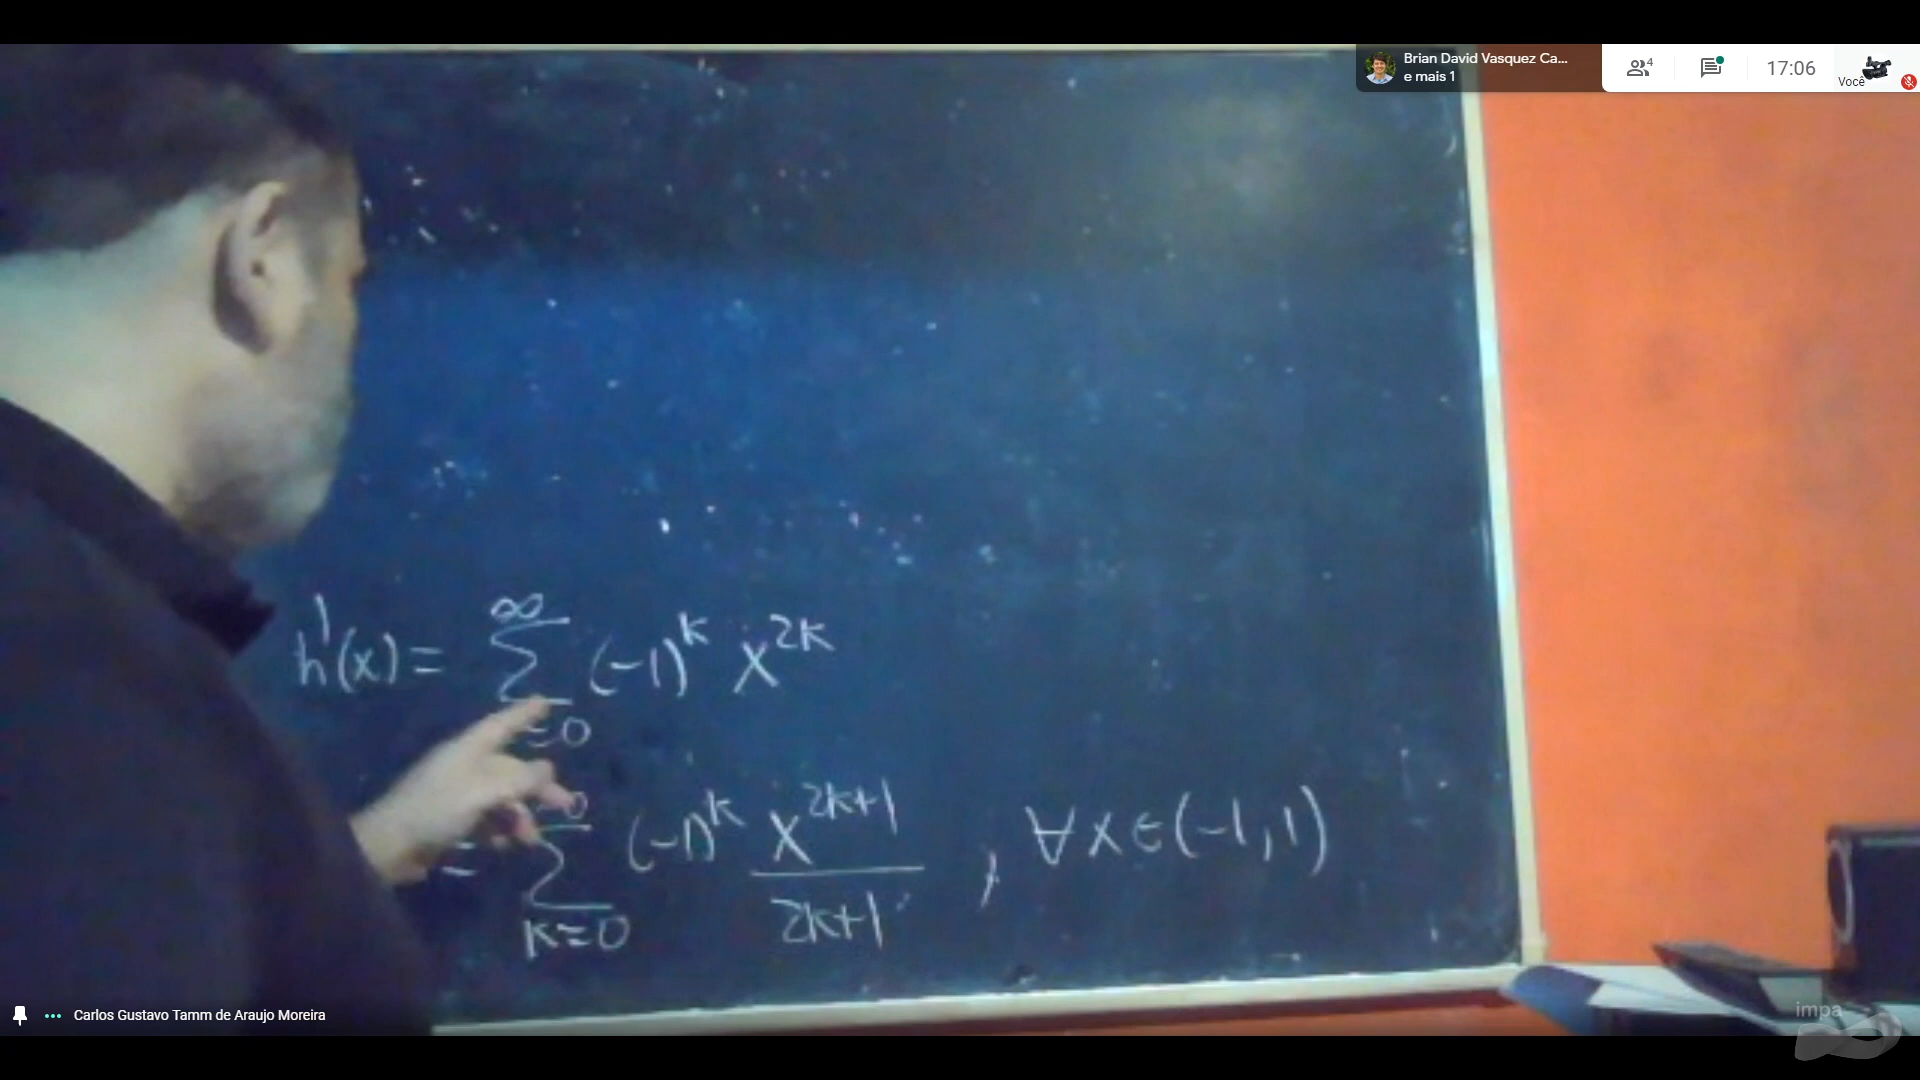 Brian David Vasquez Ca...
e mais 1
4
17:06
Você
h'(x) = ∑ (-1)^k x^{2k}
∞
=0
= ∑ (-1)^k x^{2k+1} / 2k+1 , ∀ x ∈ (-1, 1)
k=0
Carlos Gustavo Tamm de Araujo Moreira
impa